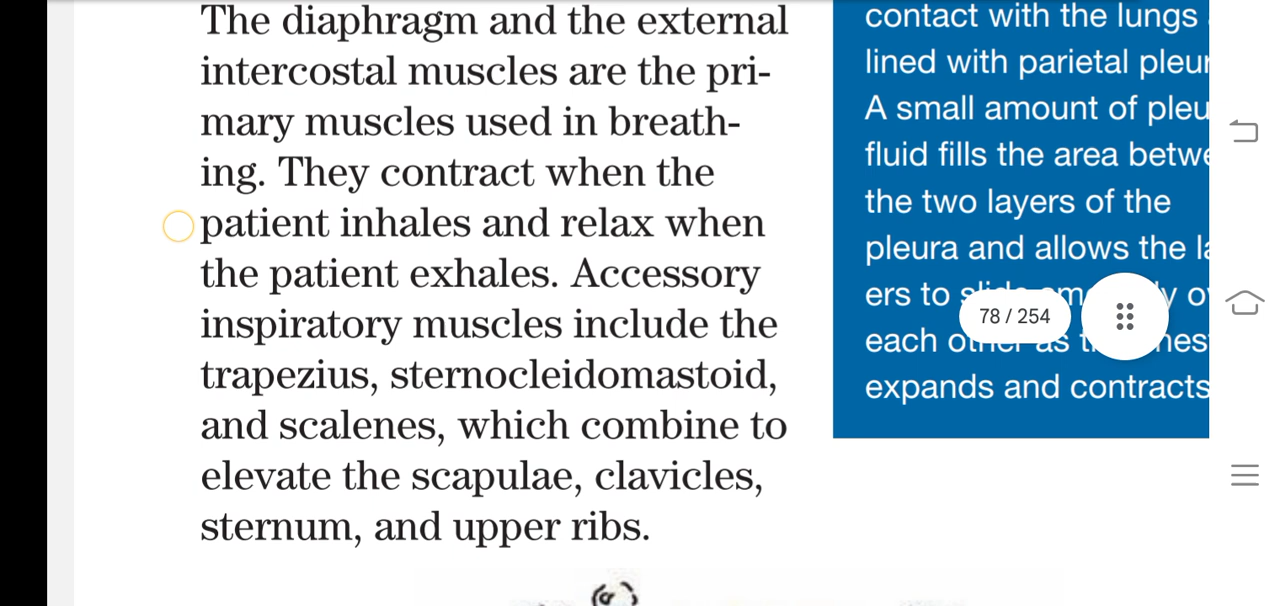 The diaphragm and the external
intercostal muscles are the pri-
mary muscles used in breath-
ing. They contract when the
patient inhales and relax when
the patient exhales. Accessory
inspiratory muscles include the
trapezius, sternocleidomastoid,
and scalenes, which combine to
elevate the scapulae, clavicles,
sternum, and upper ribs.
contact with the lungs
lined with parietal
A small amount of
fluid fills the area
the two layers of the
pleura and allows the
ers to
each as
expands and contracts
78 / 254